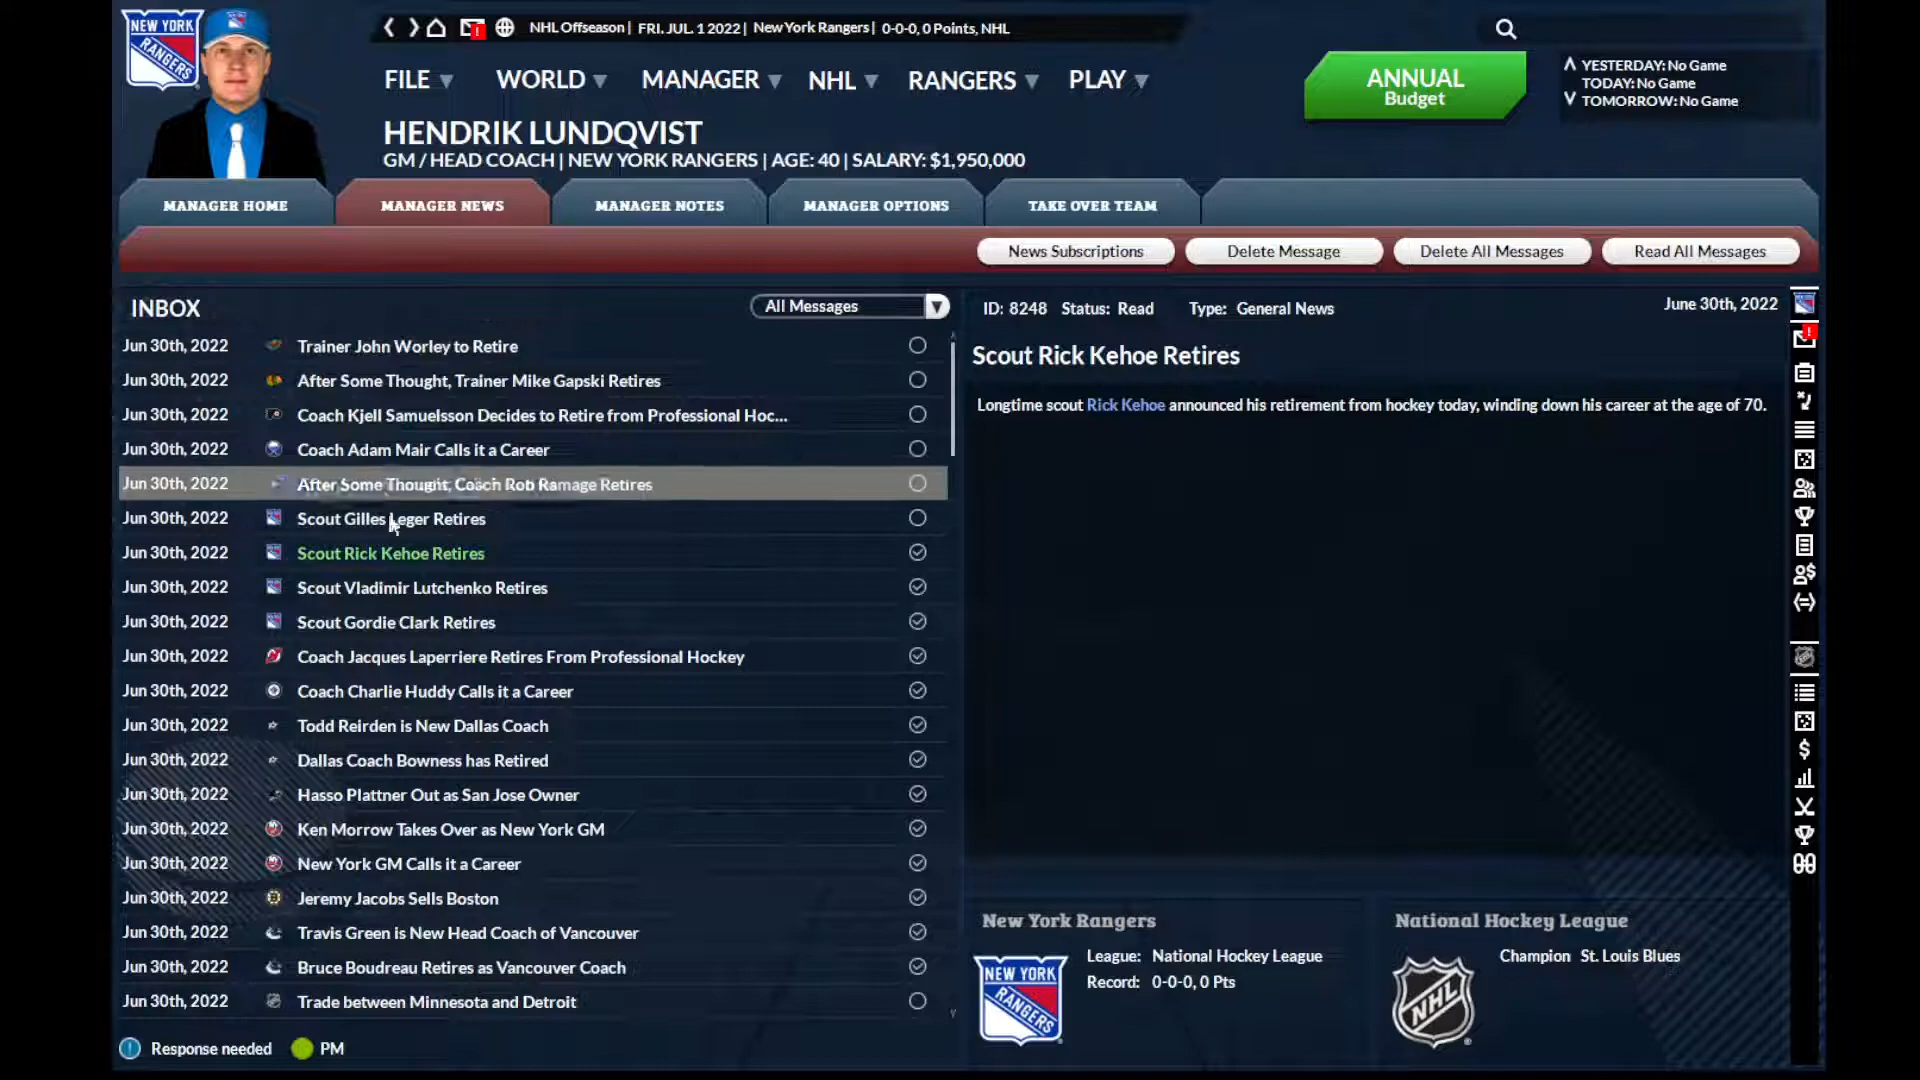 NEW YORK
RANGERS
NHL Offseason | FRI. JUL. 1 2022 | New York Rangers | 0-0-0, 0 Points, NHL
FILE WORLD MANAGER NHL RANGERS PLAY
ANNUAL
Budget
YESTERDAY: No Game
TODAY: No Game
TOMORROW: No Game
HENDRIK LUNDQVIST
GM / HEAD COACH | NEW YORK RANGERS | AGE: 40 | SALARY: $1,950,000
MANAGER HOME MANAGER NEWS MANAGER NOTES MANAGER OPTIONS TAKE OVER TEAM
News Subscriptions Delete Message Delete All Messages Read All Messages
INBOX All Messages
Jun 30th, 2022 Trainer John Worley to Retire
Jun 30th, 2022 After Some Thought, Trainer Mike Gapski Retires
Jun 30th, 2022 Coach Kjell Samuelsson Decides to Retire from Professional Hoc...
Jun 30th, 2022 Coach Adam Mair Calls it a Career
Jun 30th, 2022 After Some Thought, Coach Rob Ramage Retires
Jun 30th, 2022 Scout Gilles Leger Retires
Jun 30th, 2022 Scout Rick Kehoe Retires
Jun 30th, 2022 Scout Vladimir Lutchenko Retires
Jun 30th, 2022 Scout Gordie Clark Retires
Jun 30th, 2022 Coach Jacques Laperriere Retires From Professional Hockey
Jun 30th, 2022 Coach Charlie Huddy Calls it a Career
Jun 30th, 2022 Todd Reirden is New Dallas Coach
Jun 30th, 2022 Dallas Coach Bowness has Retired
Jun 30th, 2022 Hasso Plattner Out as San Jose Owner
Jun 30th, 2022 Ken Morrow Takes Over as New York GM
Jun 30th, 2022 New York GM Calls it a Career
Jun 30th, 2022 Jeremy Jacobs Sells Boston
Jun 30th, 2022 Travis Green is New Head Coach of Vancouver
Jun 30th, 2022 Bruce Boudreau Retires as Vancouver Coach
Jun 30th, 2022 Trade between Minnesota and Detroit
Response needed PM
ID: 8248 Status: Read Type: General News June 30th, 2022
Scout Rick Kehoe Retires
Longtime scout Rick Kehoe announced his retirement from hockey today, winding down his career at the age of 70.
New York Rangers
League: National Hockey League
Record: 0-0-0, 0 Pts
NEW YORK
RANGERS
National Hockey League
Champion St. Louis Blues
NHL